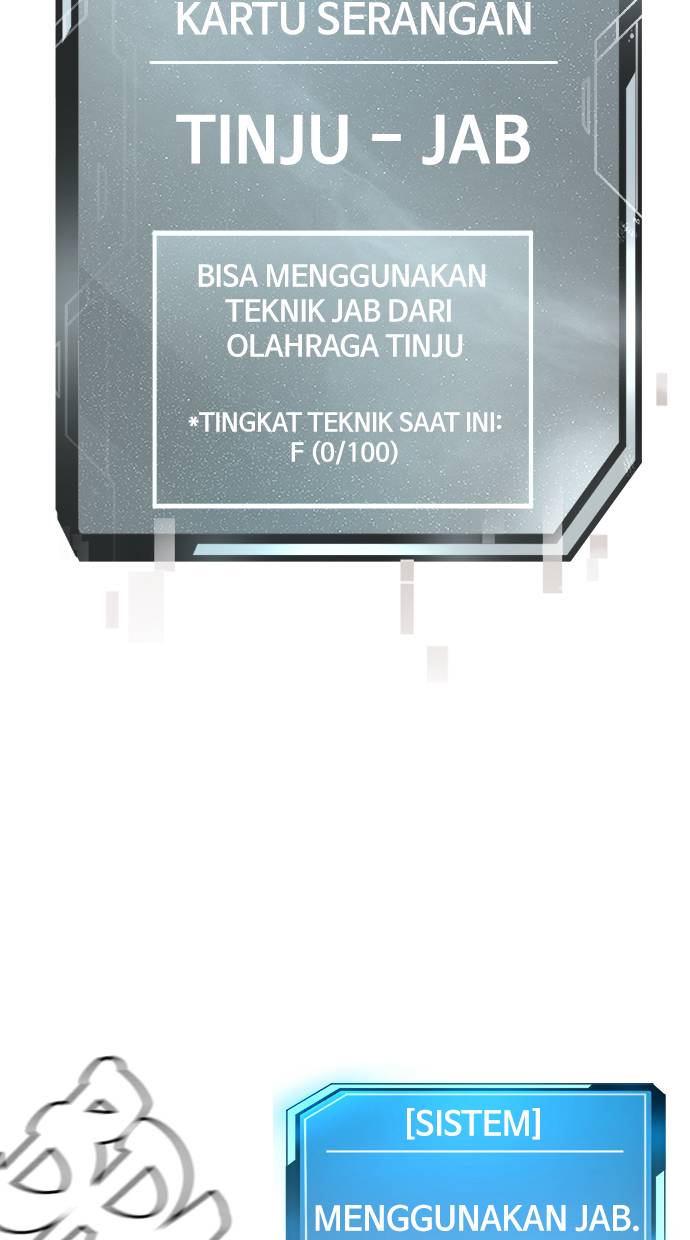 KARTU SERANGAN
TINJU - JAB
BISA MENGGUNAKAN
TEKNIK JAB DARI
OLAHRAGA TINJU
*TINGKAT TEKNIK SAAT INI:
F (0/100)
[SISTEM]
MENGGUNAKAN JAB.